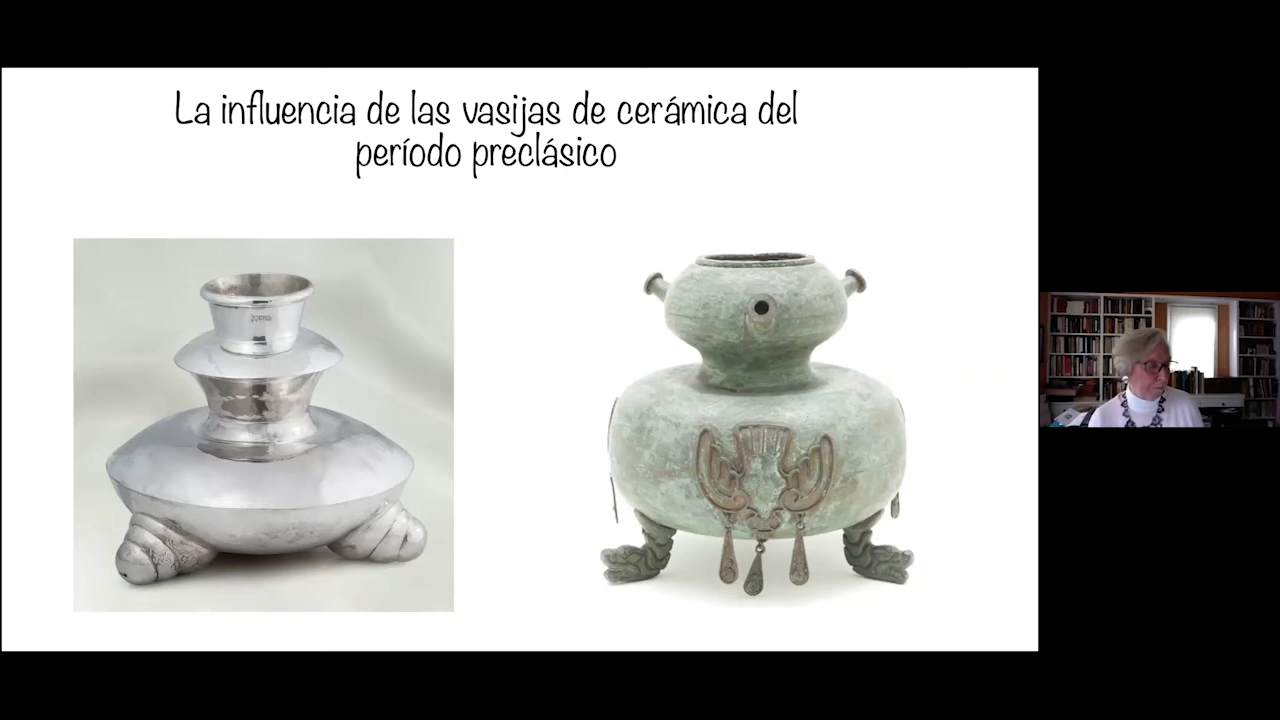 La influencia de las vasijas de cerámica del
período preclásico